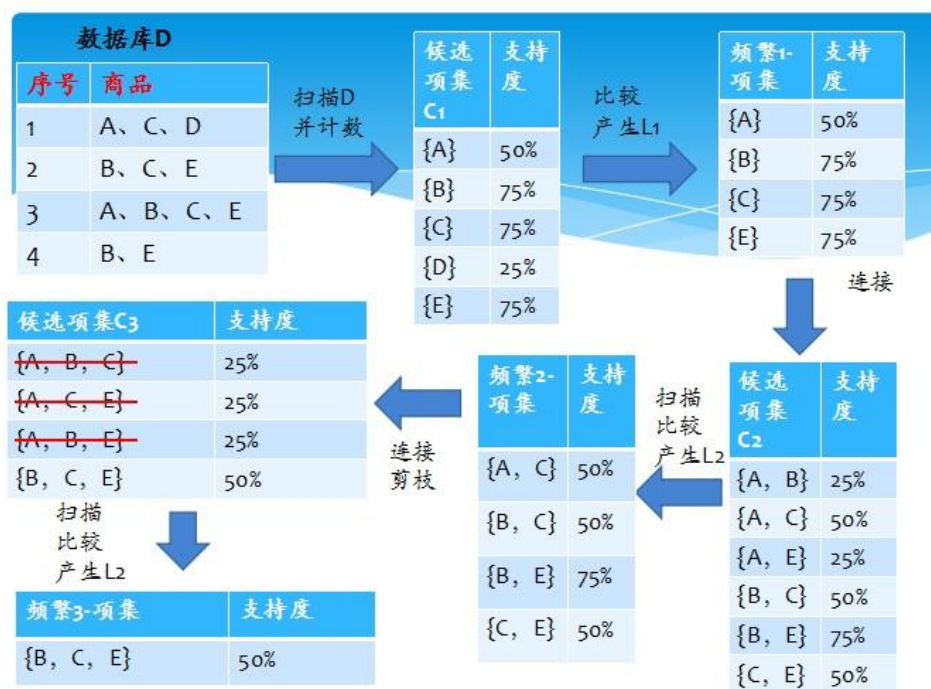 数据库D
序号 商品
1 A、C、D
2 B、C、E
3 A、B、C、E
4 B、E
扫描D
并计数
候选
项集
C1
支持
度
{A} 50%
{B} 75%
{C} 75%
{D} 25%
{E} 75%
比较
产生L1
频繁1-
项集
支持
度
{A} 50%
{B} 75%
{C} 75%
{E} 75%
连接
候选
项集
C2
支持
度
{A, B} 25%
{A, C} 50%
{A, E} 25%
{B, C} 50%
{B, E} 75%
{C, E} 50%
扫描
比较
产生L2
频繁2-
项集
支持
度
{A, C} 50%
{B, C} 50%
{B, E} 75%
{C, E} 50%
连接
剪枝
候选项集C3 支持度
{A, B, C} 25%
{A, C, E} 25%
{A, B, E} 25%
{B, C, E} 50%
扫描
比较
产生L2
频繁3-项集 支持度
{B, C, E} 50%